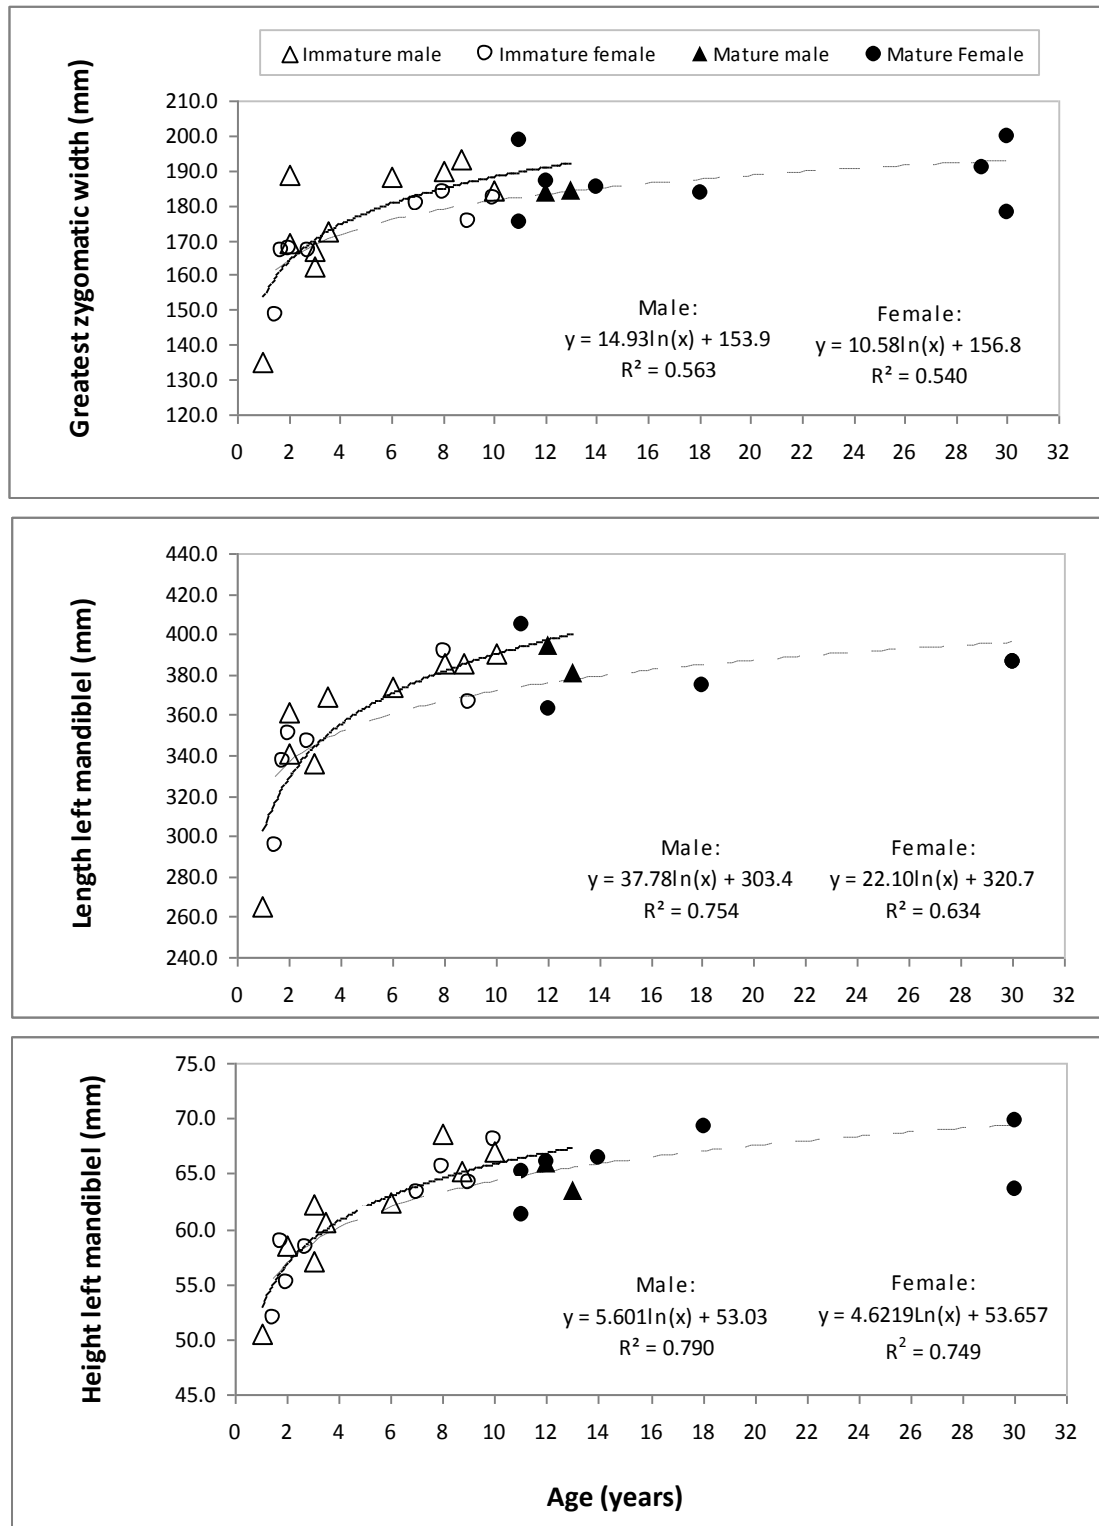 Immature male Immature female Mature male Mature Female
Greatest zygomatic width (mm)
210.0
200.0
190.0
180.0
170.0
160.0
150.0
140.0
130.0
120.0
Male:
y = 14.93ln(x) + 153.9
R² = 0.563
Female:
y = 10.58ln(x) + 156.8
R² = 0.540
0 2 4 6 8 10 12 14 16 18 20 22 24 26 28 30 32
Length left mandiblel (mm)
440.0
420.0
400.0
380.0
360.0
340.0
320.0
300.0
280.0
260.0
240.0
Male:
y = 37.78ln(x) + 303.4
R² = 0.754
Female:
y = 22.10ln(x) + 320.7
R² = 0.634
0 2 4 6 8 10 12 14 16 18 20 22 24 26 28 30 32
Height left mandiblel (mm)
75.0
70.0
65.0
60.0
55.0
50.0
45.0
Male:
y = 5.601ln(x) + 53.03
R² = 0.790
Female:
y = 4.6219Ln(x) + 53.657
R² = 0.749
0 2 4 6 8 10 12 14 16 18 20 22 24 26 28 30 32
Age (years)